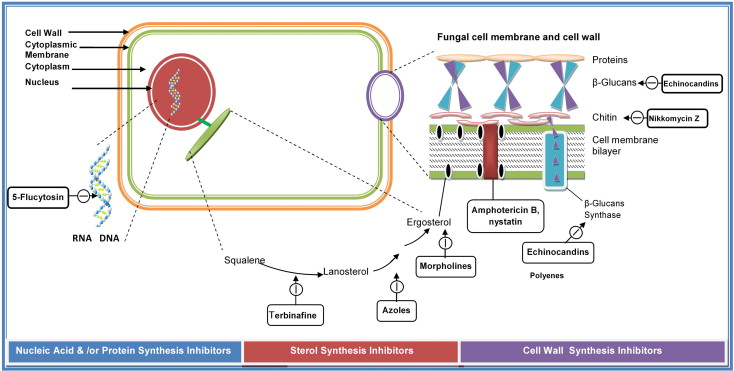 Cell Wall
Cytoplasmic
Membrane
Cytoplasm
Nucleus
5-Flucytosin
RNA DNA
Fungal cell membrane and cell wall
Proteins
β-Glucans
Echinocandins
Chitin
Nikkomycin Z
Cell membrane
bilayer
Amphotericin B,
nystatin
β-Glucans
Synthase
Echinocandins
Polyenes
Ergosterol
Morpholines
Squalene
Lanosterol
Terbinafine
Azoles
Nucleic Acid & /or Protein Synthesis Inhibitors
Sterol Synthesis Inhibitors
Cell Wall Synthesis Inhibitors